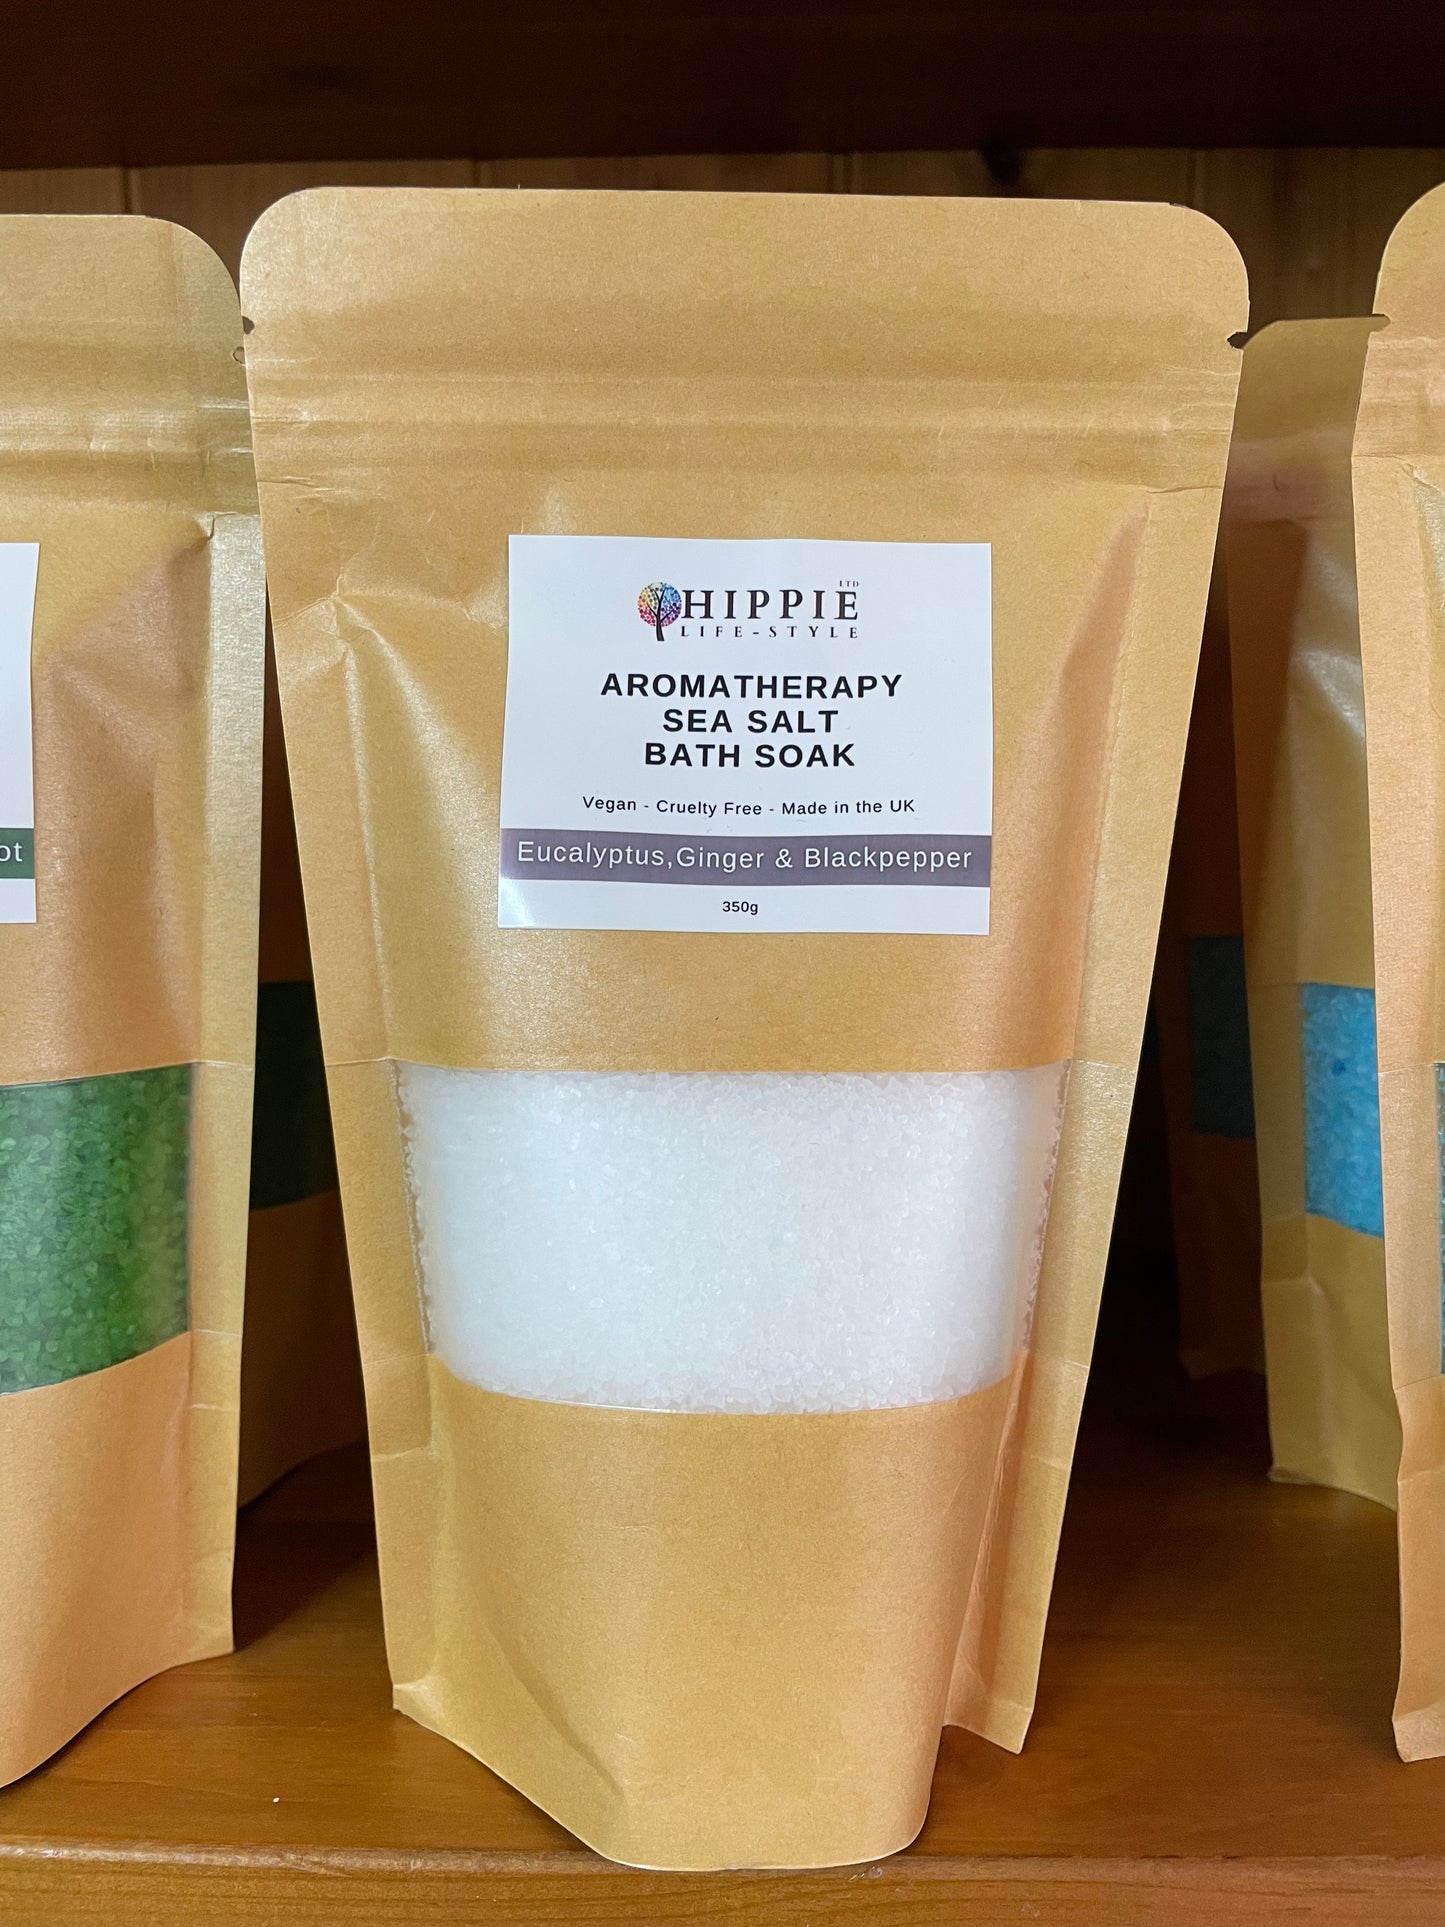 LTD
HIPPIE
LIFE-STYLE
AROMATHERAPY
SEA SALT
BATH SOAK
Vegan - Cruelty Free - Made in the UK
Eucalyptus,Ginger & Blackpepper
350g